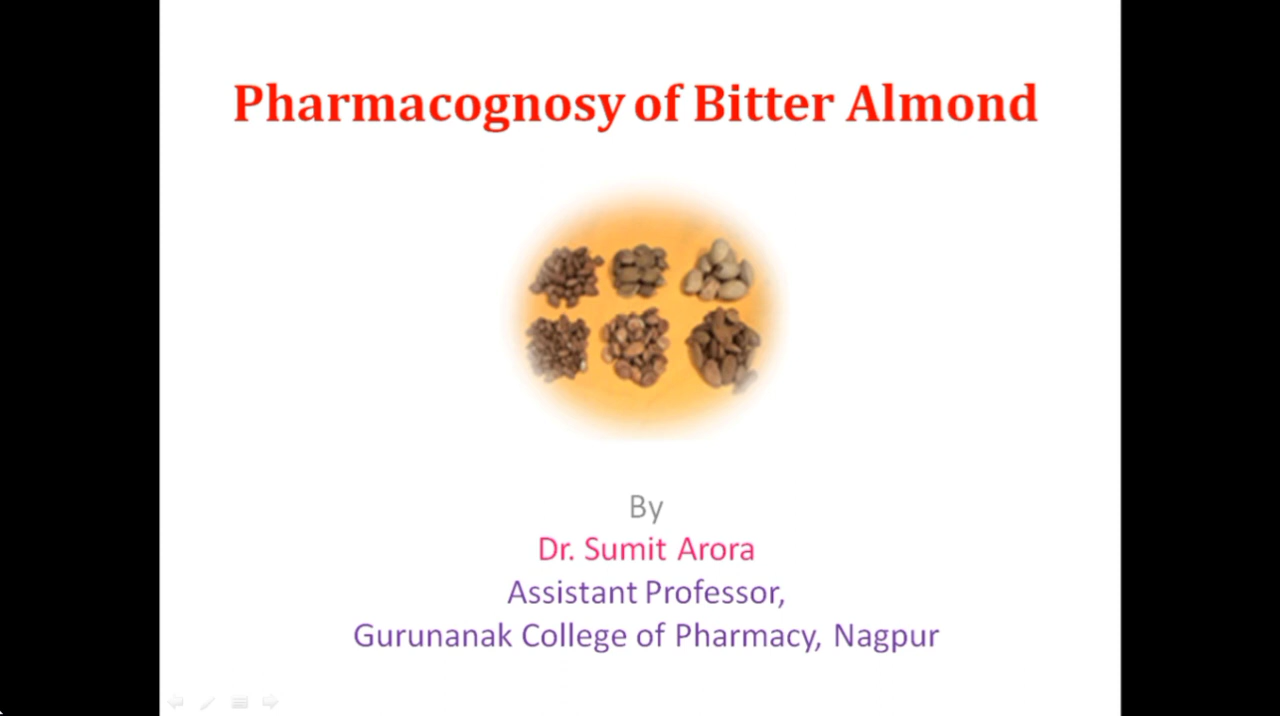 Pharmacognosy of Bitter Almond
By
Dr. Sumit Arora
Assistant Professor,
Gurunanak College of Pharmacy, Nagpur